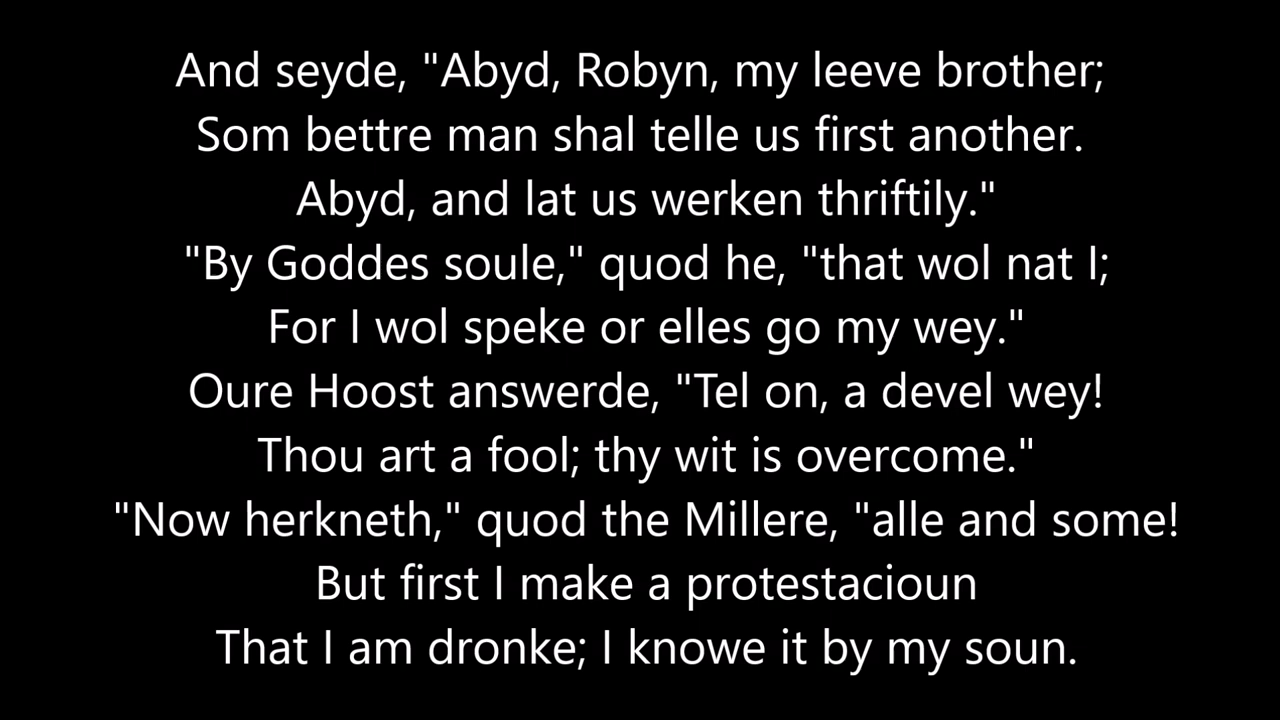 And seyde, "Abyd, Robyn, my leeve brother;
Som bettre man shal telle us first another.
Abyd, and lat us werken thriftily."
"By Goddes soule," quod he, "that wol nat I;
For I wol speke or elles go my wey."
Oure Hoost answerde, "Tel on, a devel wey!
Thou art a fool; thy wit is overcome."
"Now herkneth," quod the Millere, "alle and some!
But first I make a protestacioun
That I am dronke; I knowe it by my soun.